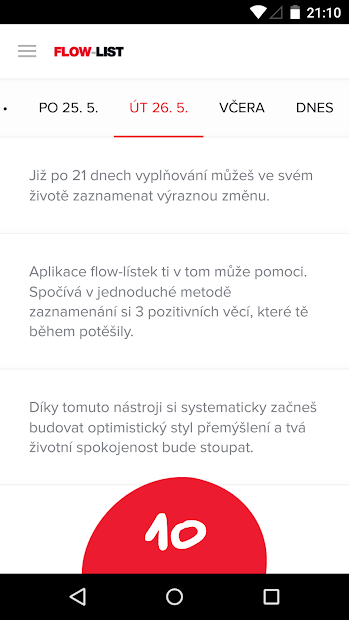 21:10
FLOW-LIST
PO 25. 5. ÚT 26. 5. VČERA DNES
Již po 21 dnech vyplňování můžeš ve svém
životě zaznamenat výraznou změnu.
Aplikace flow-lístek ti v tom může pomoci.
Spočívá v jednoduché metodě
zaznamenání si 3 pozitivních věcí, které tě
během potěšily.
Díky tomuto nástroji si systematicky začneš
budovat optimistický styl přemýšlení a tvá
životní spokojenost bude stoupat.
10